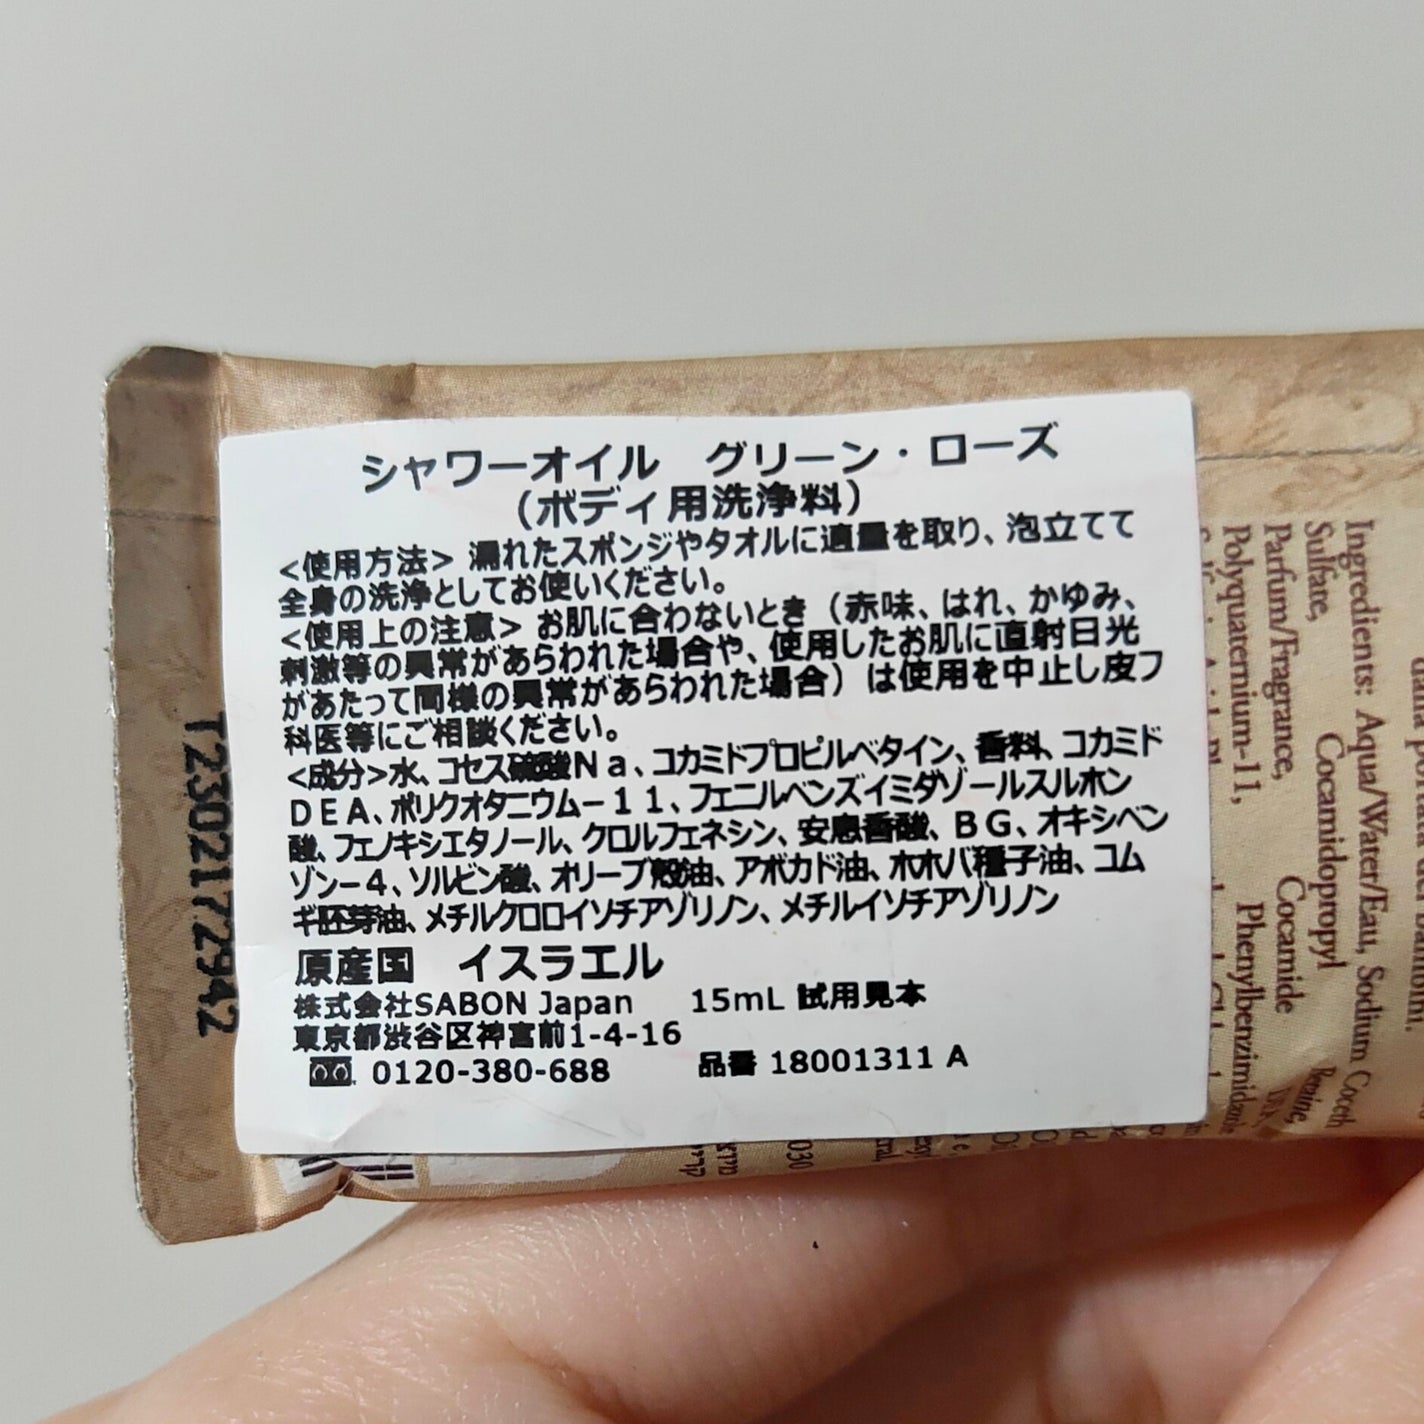 シャワーオイル　グリーン・ローズ
（ボディ用洗浄料）
<使用方法> 濡れたスポンジやタオルに適量を取り、泡立てて
全身の洗浄としてお使いください。
<使用上の注意> お肌に合わないとき（赤味、はれ、かゆみ、
刺激等の異常があらわれた場合や、使用したお肌に直射日光
があたって同様の異常があらわれた場合）は使用を中止し皮フ
科医等にご相談ください。
<成分>水、コセス硫酸Ｎａ、コカミドプロピルベタイン、香料、コカミド
ＤＥＡ、ポリクオタニウムー１１、フェニルベンズイミダゾールスルホン
酸、フェノキシエタノール、クロルフェネシン、安息香酸、ＢＧ、オキシベン
ゾンー４、ソルビン酸、オリーブ殻油、アボカド油、ホホバ種子油、コム
ギ胚芽油、メチルクロロイソチアゾリノン、メチルイソチアゾリノン
原産国　イスラエル
株式会社SABON Japan　15mL 試用見本
東京都渋谷区神宮前1-4-16
0120-380-688　品番 18001311 A
T2302172942
Ingredients: Aqua/Water/Eau, Sodium Coceth
Sulfate, Cocamidopropyl
Parfum/Fragrance, Cocamide
Polyquaternium-11, Phenylbenzimidazole
030